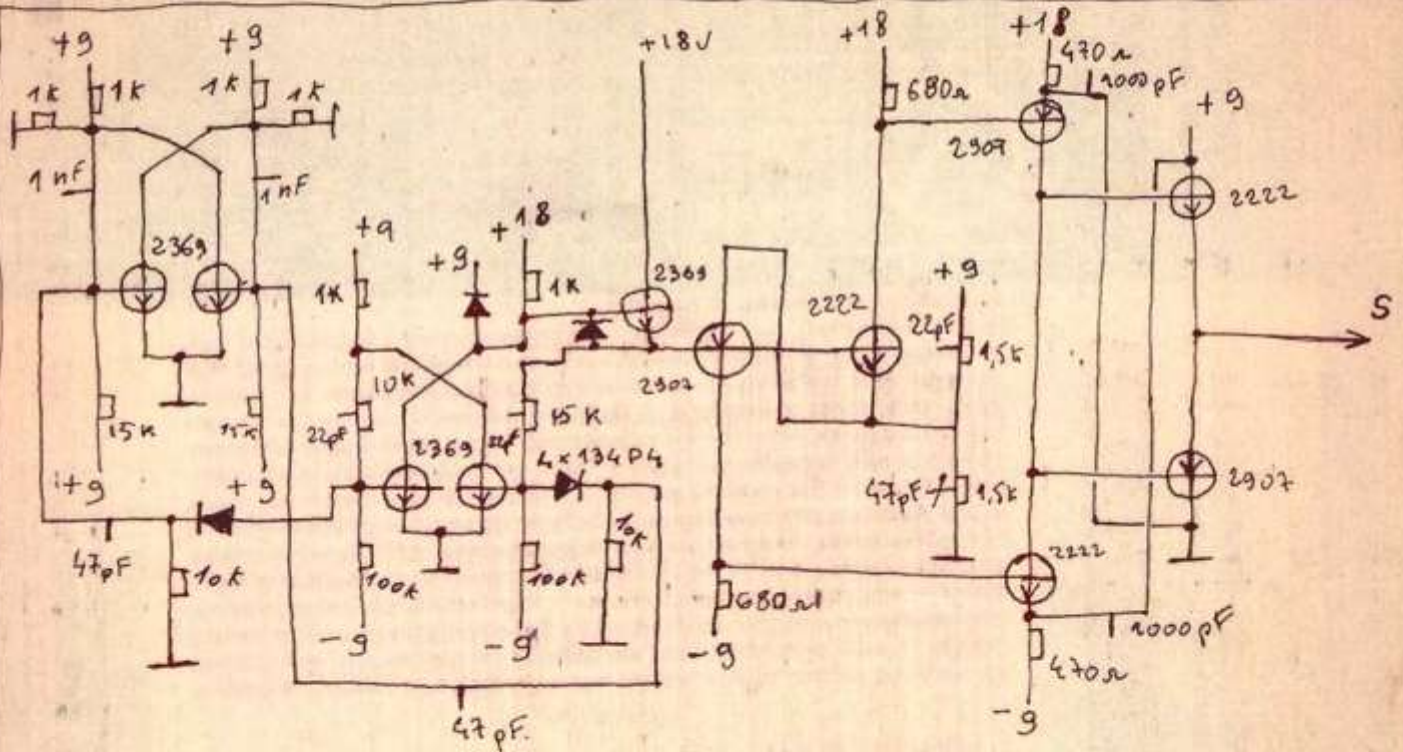 +9
+9
1k
1K
1k
1k
1nF
1nF
2369
15K
15K
+9
+9
47pF
10K
+9
1K
10K
22pF
100k
-9
+9
+18
1K
2369
22pF
15K
4x134P4
100K
-9
10K
47pF.
+18V
2369
2907
680Ω
-9
+18
680Ω
2222
+9
22pF
1,5k
47pF
1,5k
+18
470Ω
1000pF
2907
+9
2222
S
2907
2222
1000pF
470Ω
-9